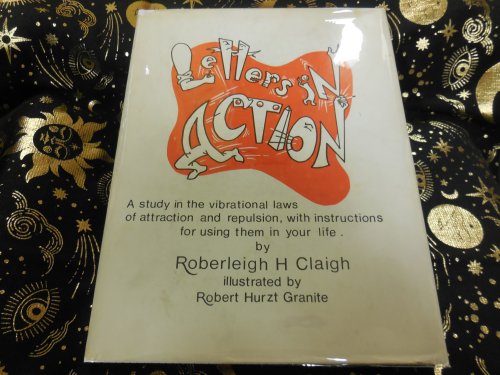 Letters in
ACTION
A study in the vibrational laws
of attraction and repulsion, with instructions
for using them in your life.
by
Roberleigh H Claigh
illustrated by
Robert Hurzt Granite